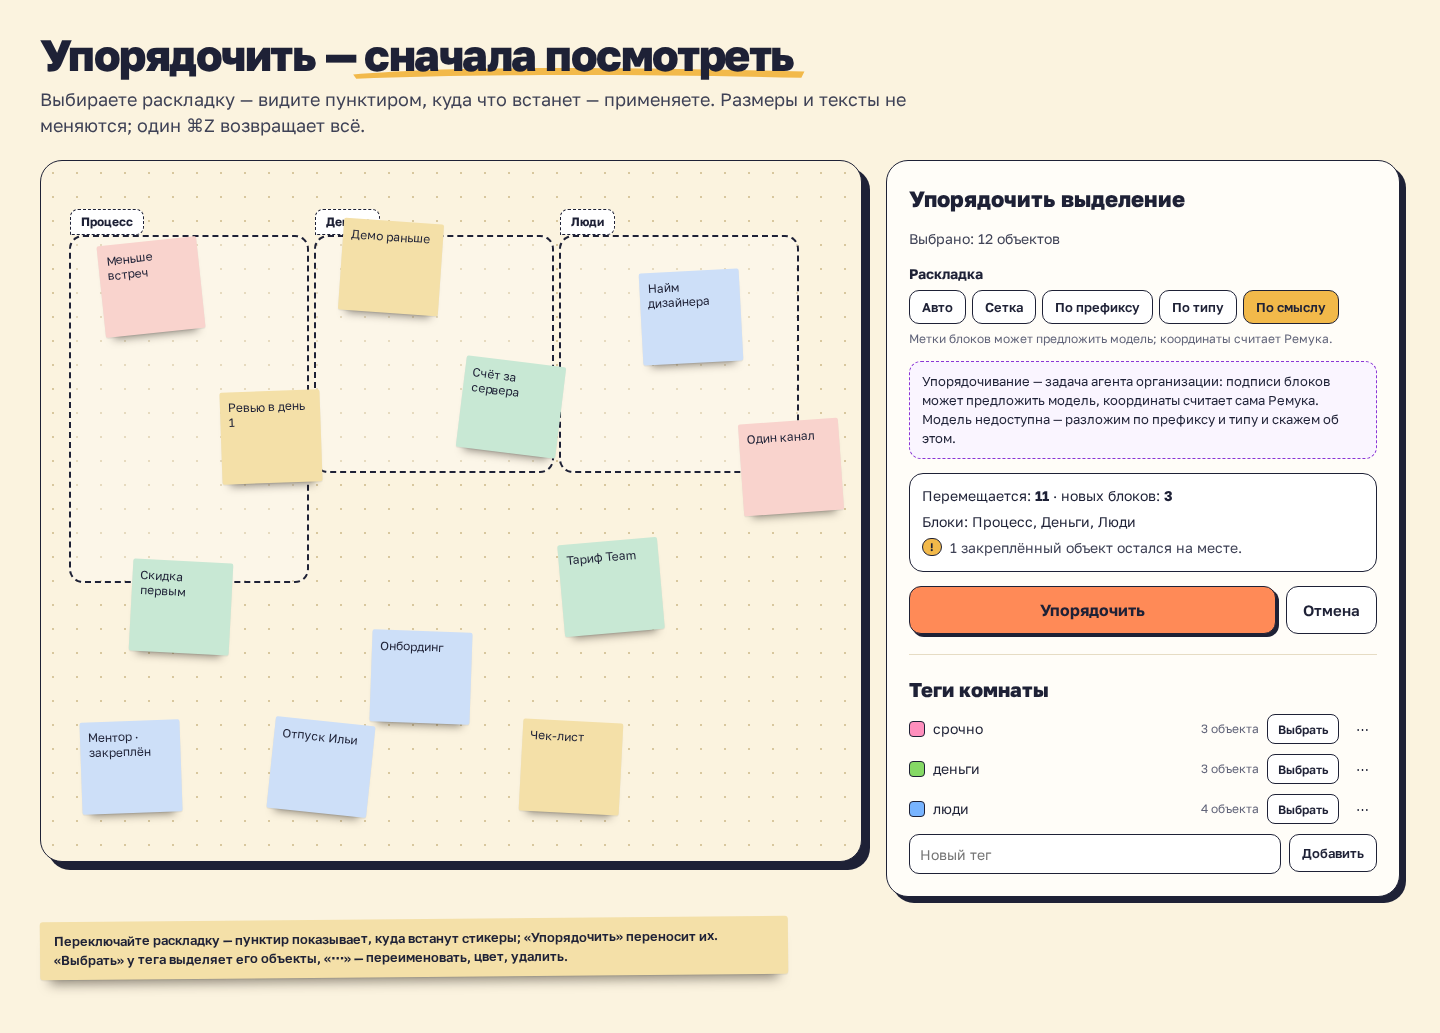 Упорядочить — сначала посмотреть
Выбираете раскладку — видите пунктиром, куда что встанет — применяете. Размеры и тексты не
меняются; один ⌘Z возвращает всё.
Процесс
Люди
Меньше
встреч
Демо раньше
Найм
дизайнера
Счёт за
сервера
Ревью в день
1
Один канал
Скидка
первым
Тариф Team
Онбординг
Ментор ·
закреплён
Отпуск Ильи
Чек-лист
Упорядочить выделение
Выбрано: 12 объектов
Раскладка
Авто
Сетка
По префиксу
По типу
По смыслу
Метки блоков может предложить модель; координаты считает Ремука.
Упорядочивание — задача агента организации: подписи блоков
может предложить модель, координаты считает сама Ремука.
Модель недоступна — разложим по префиксу и типу и скажем об
этом.
Перемещается: 11 · новых блоков: 3
Блоки: Процесс, Деньги, Люди
! 1 закреплённый объект остался на месте.
Упорядочить
Отмена
Теги комнаты
срочно 3 объекта Выбрать ···
деньги 3 объекта Выбрать ···
люди 4 объекта Выбрать ···
Новый тег
Добавить
Переключайте раскладку — пунктир показывает, куда встанут стикеры; «Упорядочить» переносит их.
«Выбрать» у тега выделяет его объекты, «···» — переименовать, цвет, удалить.